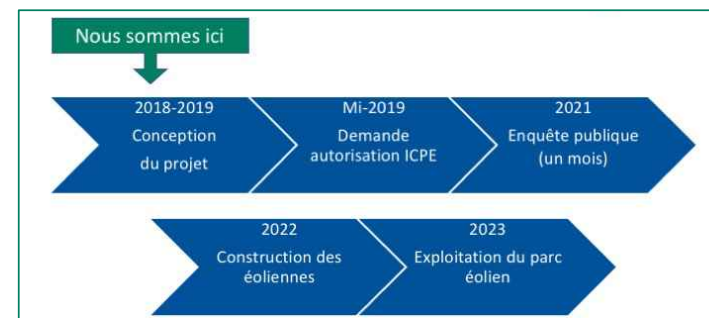 Nous sommes ici
2018-2019
Conception
du projet
Mi-2019
Demande
autorisation ICPE
2021
Enquête publique
(un mois)
2022
Construction des
éoliennes
2023
Exploitation du parc
éolien